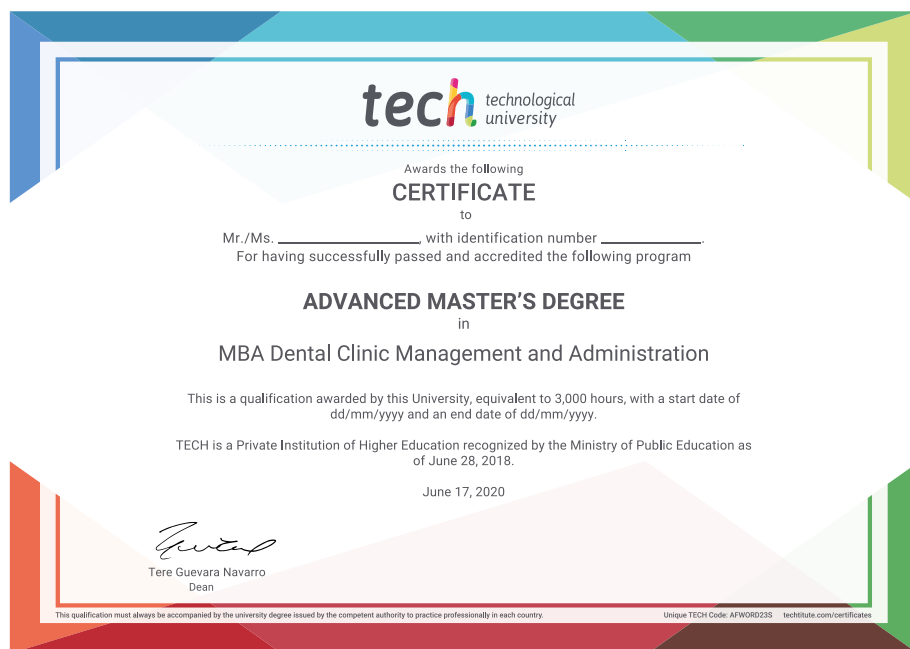 tech technological
university
Awards the following
CERTIFICATE
to
Mr./Ms. ____________________, with identification number ______________.
For having successfully passed and accredited the following program
ADVANCED MASTER’S DEGREE
in
MBA Dental Clinic Management and Administration
This is a qualification awarded by this University, equivalent to 3,000 hours, with a start date of
dd/mm/yyyy and an end date of dd/mm/yyyy.
TECH is a Private Institution of Higher Education recognized by the Ministry of Public Education as
of June 28, 2018.
June 17, 2020
Tere Guevara Navarro
Dean
This qualification must always be accompanied by the university degree issued by the competent authority to practice professionally in each country. Unique TECH Code: AFWORD23S techtitute.com/certificates